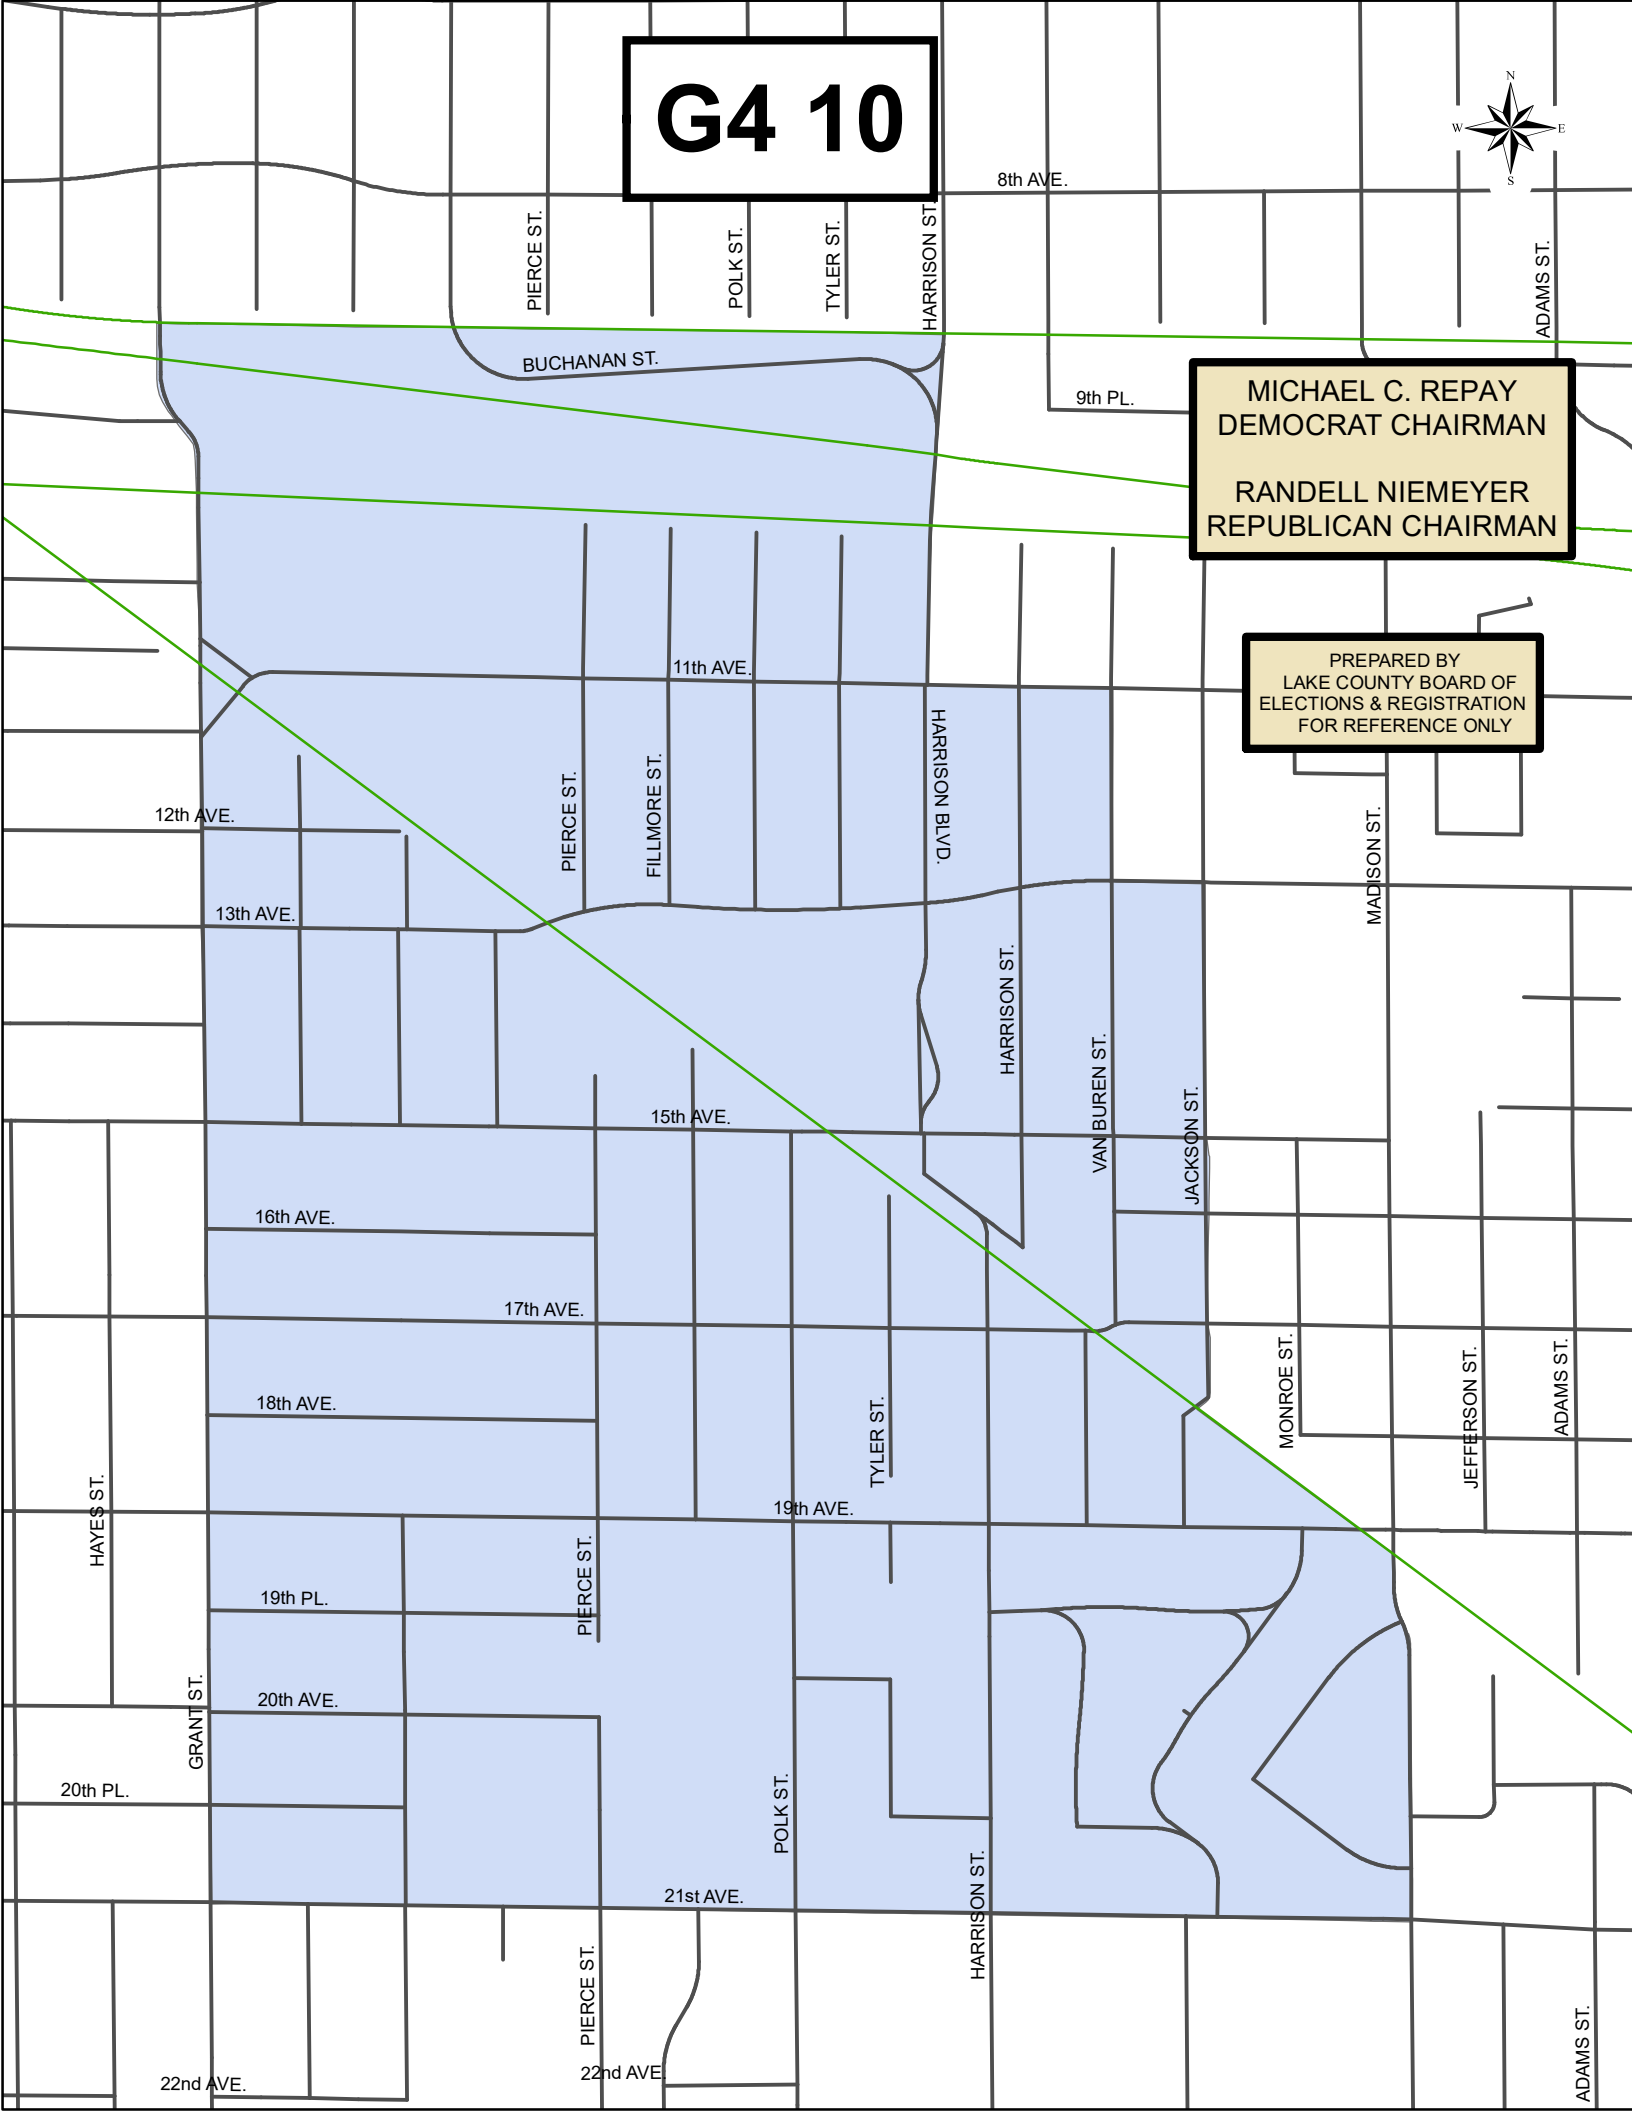 G4 10
N
W
E
S
8th AVE.
PIERCE ST.
POLK ST.
TYLER ST.
HARRISON ST.
ADAMS ST.
BUCHANAN ST.
9th PL.
MICHAEL C. REPAY
DEMOCRAT CHAIRMAN
RANDELL NIEMEYER
REPUBLICAN CHAIRMAN
PREPARED BY
LAKE COUNTY BOARD OF
ELECTIONS & REGISTRATION
FOR REFERENCE ONLY
11th AVE.
HARRISON BLVD.
PIERCE ST.
FILLMORE ST.
12th AVE.
MADISON ST.
13th AVE.
HARRISON ST.
VAN BUREN ST.
JACKSON ST.
15th AVE.
16th AVE.
17th AVE.
MONROE ST.
JEFFERSON ST.
ADAMS ST.
18th AVE.
TYLER ST.
HAYES ST.
19th AVE.
PIERCE ST.
19th PL.
GRANT ST.
20th AVE.
20th PL.
POLK ST.
HARRISON ST.
21st AVE.
PIERCE ST.
ADAMS ST.
22nd AVE.
22nd AVE.